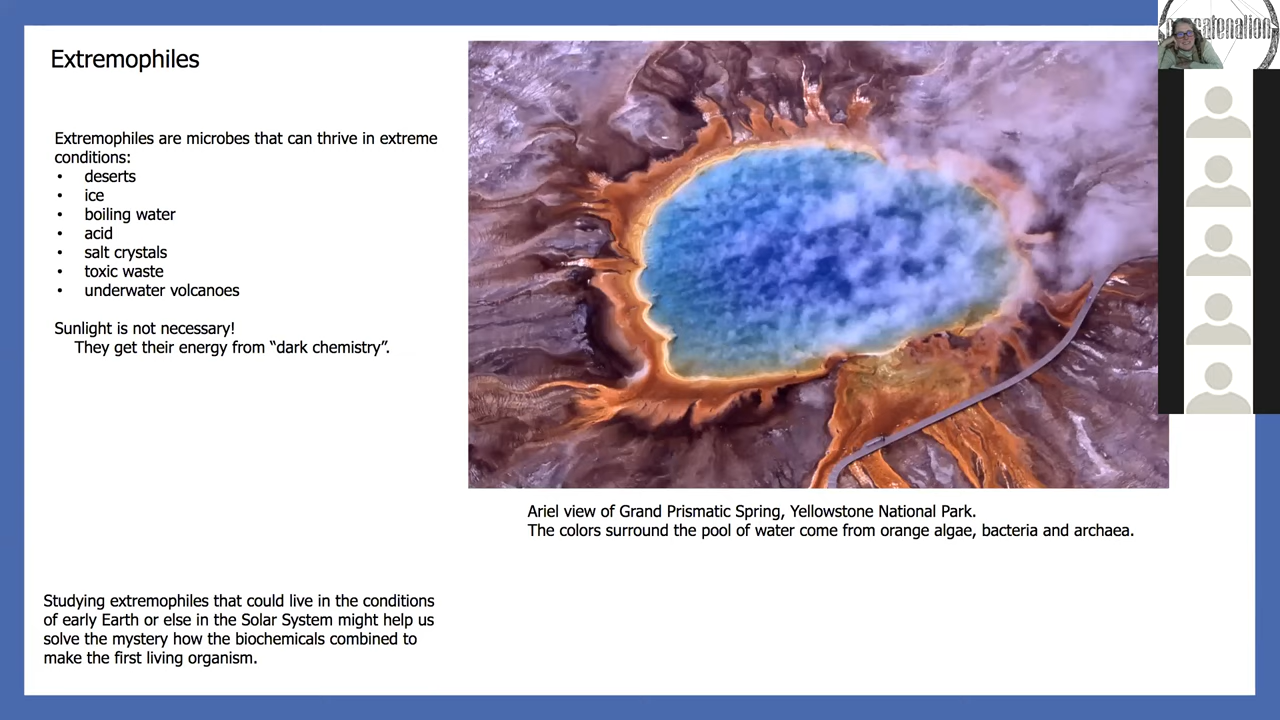 Extremophiles
Extremophiles are microbes that can thrive in extreme
conditions:
• deserts
• ice
• boiling water
• acid
• salt crystals
• toxic waste
• underwater volcanoes
Sunlight is not necessary!
They get their energy from “dark chemistry”.
Ariel view of Grand Prismatic Spring, Yellowstone National Park.
The colors surround the pool of water come from orange algae, bacteria and archaea.
Studying extremophiles that could live in the conditions
of early Earth or else in the Solar System might help us
solve the mystery how the biochemicals combined to
make the first living organism.